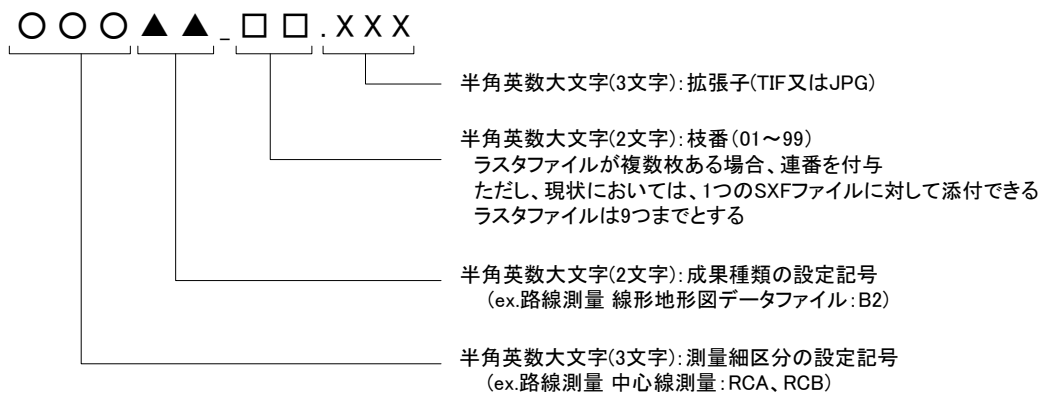 ○○○▲▲_□□.XXX
半角英数大文字(3文字):拡張子(TIF又はJPG)
半角英数大文字(2文字):枝番(01~99)
ラスタファイルが複数枚ある場合、連番を付与
ただし、現状においては、1つのSXFファイルに対して添付できる
ラスタファイルは9つまでとする
半角英数大文字(2文字):成果種類の設定記号
(ex.路線測量 線形地形図データファイル:B2)
半角英数大文字(3文字):測量細区分の設定記号
(ex.路線測量 中心線測量:RCA、RCB)